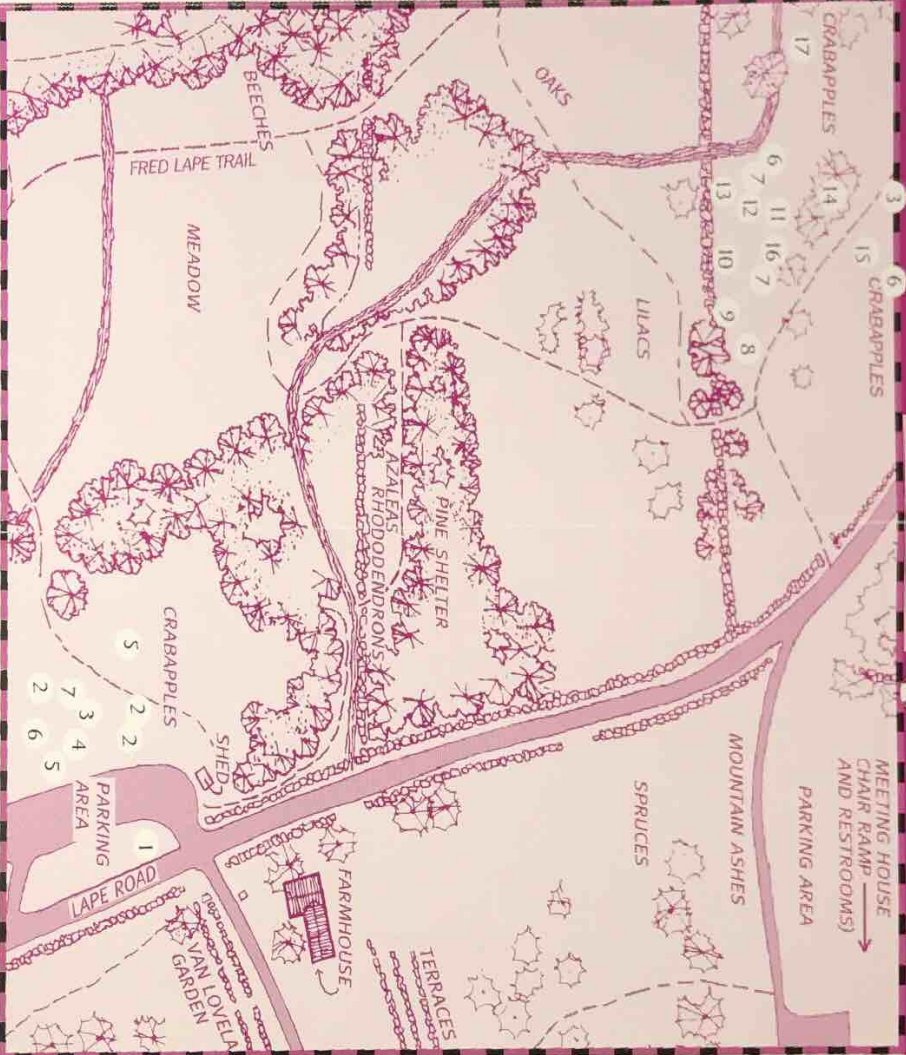 3
6
CRABAPPLES
15
MEETING HOUSE
CHAIR RAMP
AND RESTROOMS)
CRABAPPLES
14
17
6
7
11
12
16
7
13
10
9
8
PARKING AREA
MOUNTAIN ASHES
SPRUCES
LILACS
OAKS
PINE SHELTER
AZALEAS
RHODODENDRONS
TERRACES
FARMHOUSE
BEECHES
FRED LAPE TRAIL
MEADOW
CRABAPPLES
SHED
5
2
2
7
3
4
2
6
5
1
PARKING
AREA
LAPE ROAD
VAN LOVELA
GARDEN